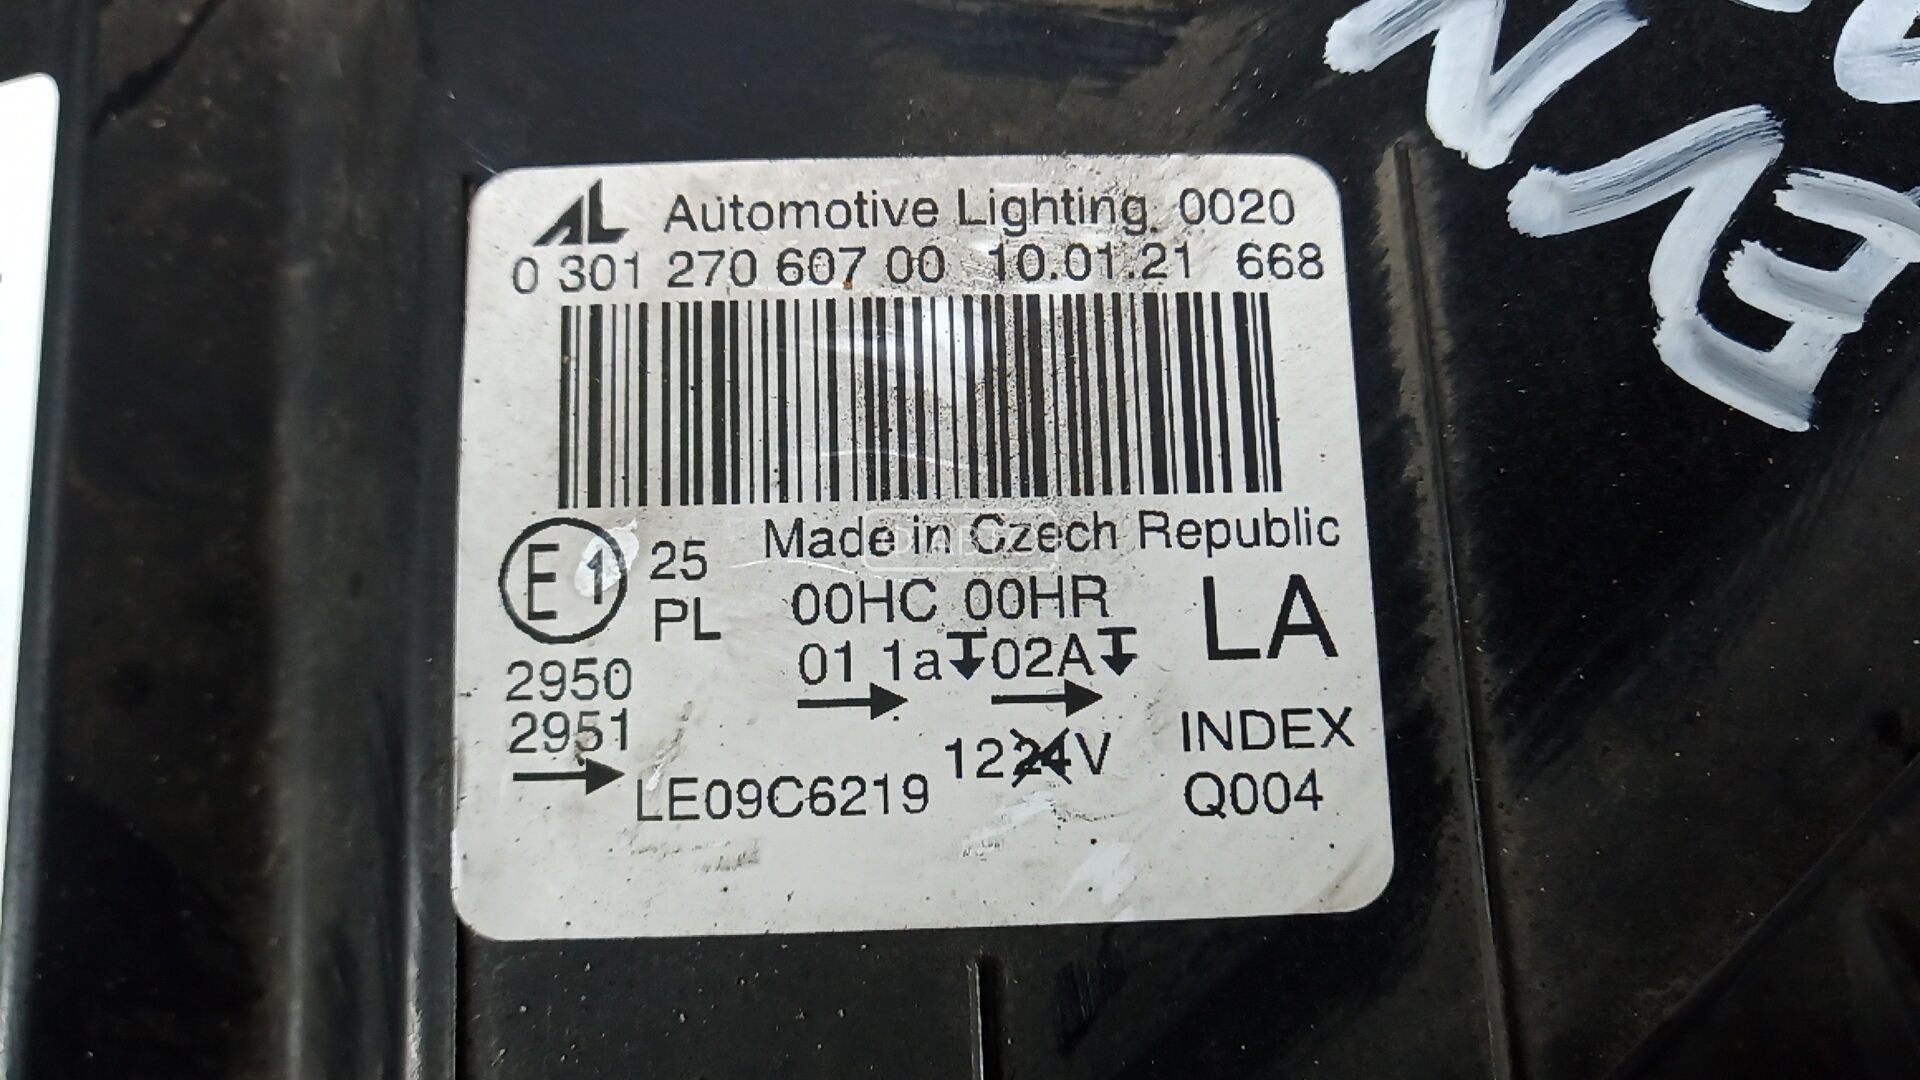 AL Automotive Lighting 0020
0 301 270 607 00 10.01.21 668
Made in Czech Republic
E1 25
PL
00HC 00HR
LA
01 1a 02A
2950
2951
12 24 V
INDEX
LE09C6219
Q004